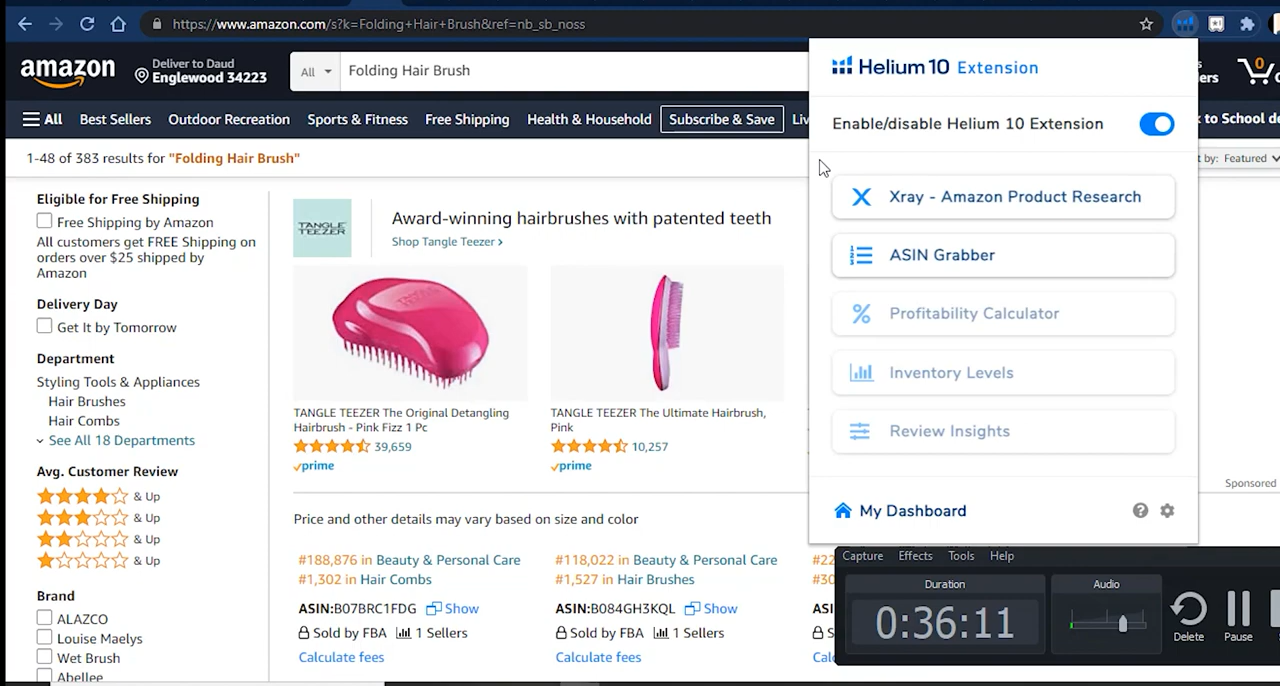 https://www.amazon.com/s?k=Folding+Hair+Brush&ref=nb_sb_noss
amazon
Deliver to Daud
Englewood 34223
All
Folding Hair Brush
All
Best Sellers
Outdoor Recreation
Sports & Fitness
Free Shipping
Health & Household
Subscribe & Save
k to School de
0
1-48 of 383 results for "Folding Hair Brush"
t by: Featured
Eligible for Free Shipping
Free Shipping by Amazon
All customers get FREE Shipping on
orders over $25 shipped by
Amazon
Delivery Day
Get It by Tomorrow
Department
Styling Tools & Appliances
Hair Brushes
Hair Combs
See All 18 Departments
Avg. Customer Review
& Up
& Up
& Up
& Up
Brand
ALAZCO
Louise Maelys
Wet Brush
Abellee
TANGLE
TEEZER
Award-winning hairbrushes with patented teeth
Shop Tangle Teezer ›
TANGLE TEEZER The Original Detangling
Hairbrush - Pink Fizz 1 Pc
39,659
prime
TANGLE TEEZER The Ultimate Hairbrush,
Pink
10,257
prime
Price and other details may vary based on size and color
#188,876 in Beauty & Personal Care
#1,302 in Hair Combs
ASIN:B07BRC1FDG Show
Sold by FBA 1 Sellers
Calculate fees
#118,022 in Beauty & Personal Care
#1,527 in Hair Brushes
ASIN:B084GH3KQL Show
Sold by FBA 1 Sellers
Calculate fees
Helium 10 Extension
Enable/disable Helium 10 Extension
Xray - Amazon Product Research
ASIN Grabber
Profitability Calculator
Inventory Levels
Review Insights
My Dashboard
Sponsored
Capture Effects Tools Help
Duration
0:36:11
Audio
Delete
Pause